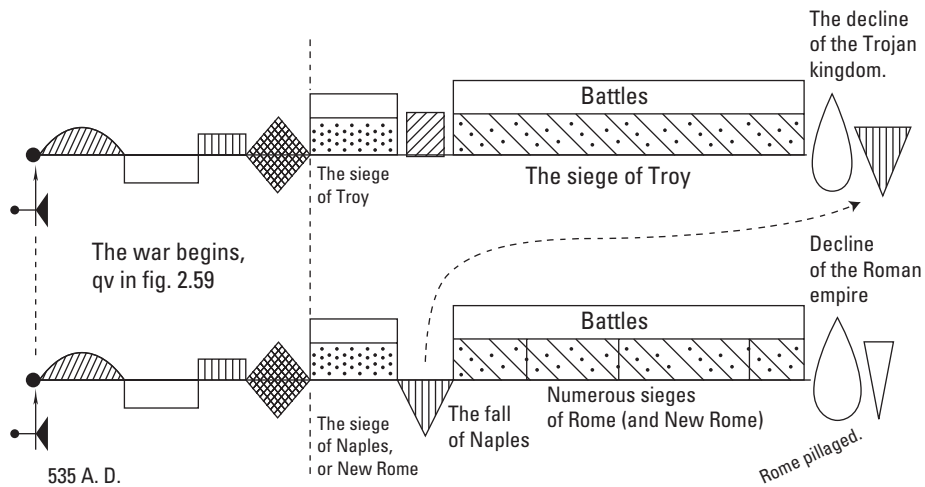 The decline
of the Trojan
kingdom.
Battles
The siege
of Troy
The siege of Troy
The war begins,
qv in fig. 2.59
Decline
of the Roman
empire
Battles
The siege
of Naples,
or New Rome
The fall
of Naples
Numerous sieges
of Rome (and New Rome)
Rome pillaged.
535 A. D.